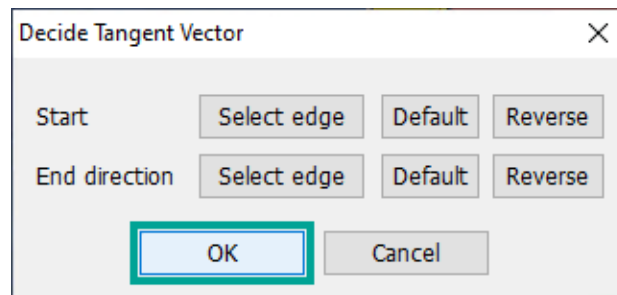 Decide Tangent Vector
Start Select edge Default Reverse
End direction Select edge Default Reverse
OK Cancel